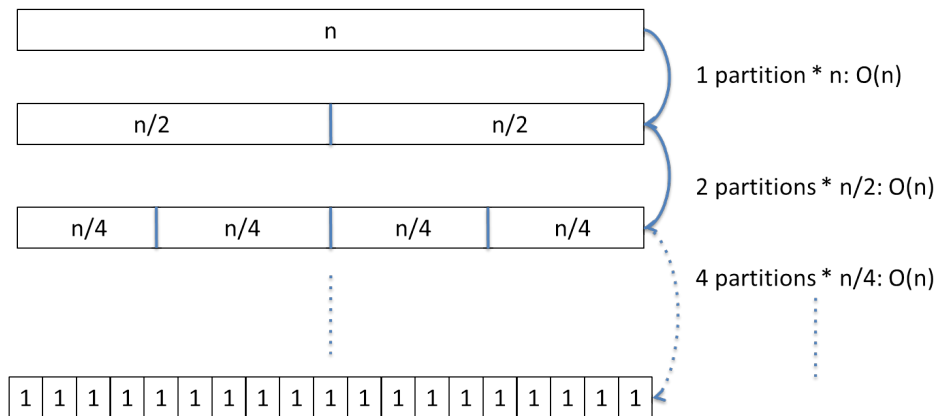 n
1 partition * n: O(n)
n/2 n/2
2 partitions * n/2: O(n)
n/4 n/4 n/4 n/4
4 partitions * n/4: O(n)
1 1 1 1 1 1 1 1 1 1 1 1 1 1 1 1 1 1 1